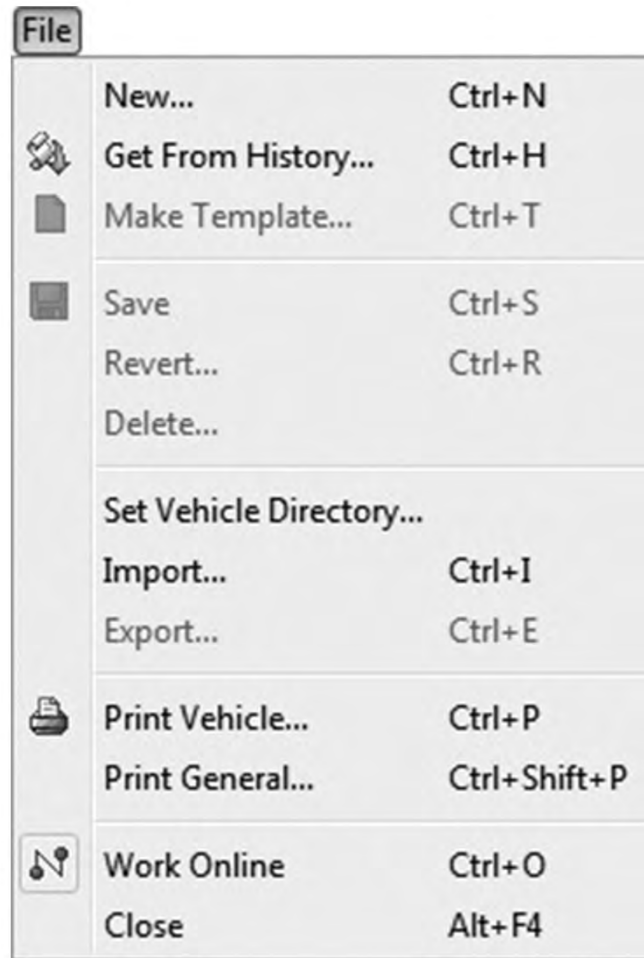 File
New... Ctrl+N
Get From History... Ctrl+H
Make Template... Ctrl+T
Save Ctrl+S
Revert... Ctrl+R
Delete...
Set Vehicle Directory...
Import... Ctrl+I
Export... Ctrl+E
Print Vehicle... Ctrl+P
Print General... Ctrl+Shift+P
Work Online Ctrl+O
Close Alt+F4